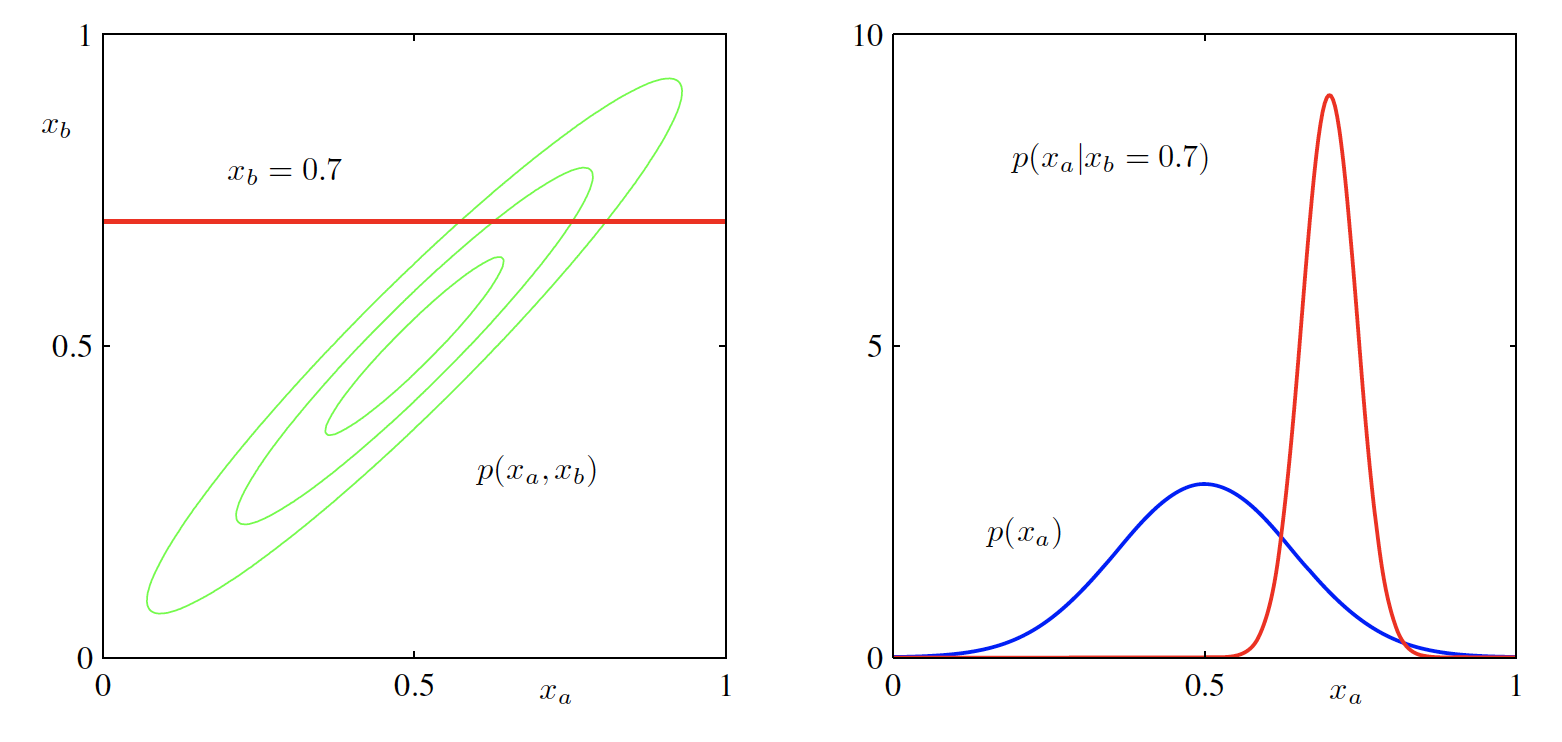 1
x_b
x_b = 0.7
0.5
p(x_a, x_b)
0
0
0.5
x_a
1
10
p(x_a|x_b = 0.7)
5
p(x_a)
0
0
0.5
x_a
1